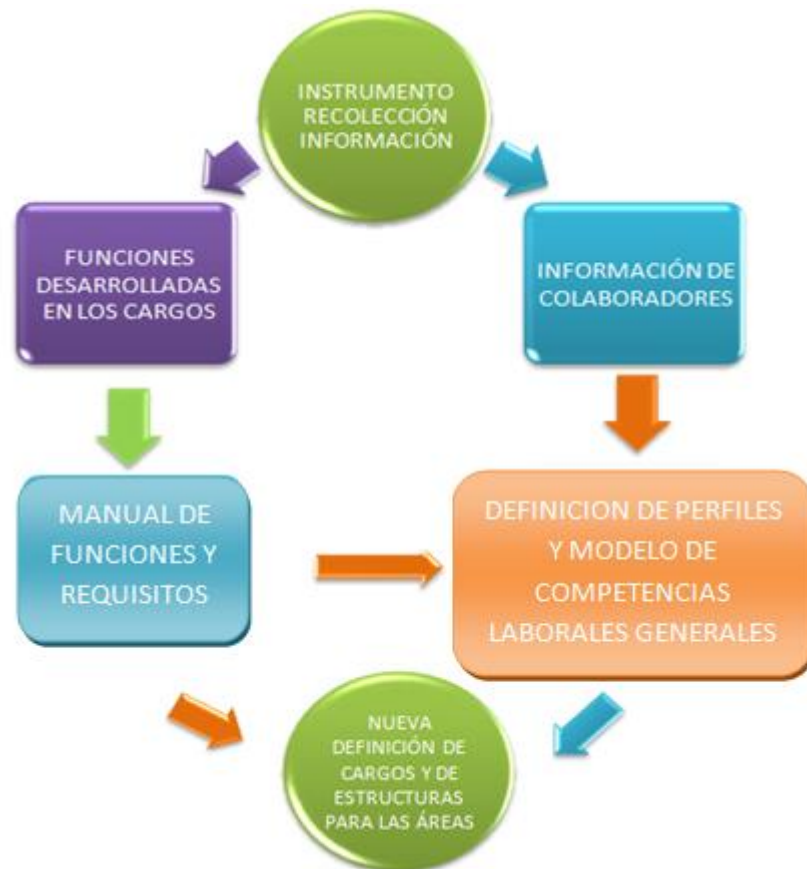 INSTRUMENTO
RECOLECCIÓN
INFORMACIÓN
FUNCIONES
DESARROLLADAS
EN LOS CARGOS
INFORMACIÓN DE
COLABORADORES
MANUAL DE
FUNCIONES Y
REQUISITOS
DEFINICION DE PERFILES
Y MODELO DE
COMPETENCIAS
LABORALES GENERALES
NUEVA
DEFINICIÓN DE
CARGOS Y DE
ESTRUCTURAS
PARA LAS ÁREAS